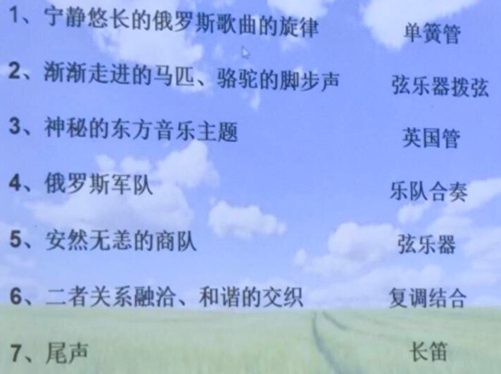 1、宁静悠长的俄罗斯歌曲的旋律 单簧管
2、渐渐走进的马匹、骆驼的脚步声 弦乐器拨弦
3、神秘的东方音乐主题 英国管
4、俄罗斯军队 乐队合奏
5、安然无恙的商队 弦乐器
6、二者关系融洽、和谐的交织 复调结合
7、尾声 长笛